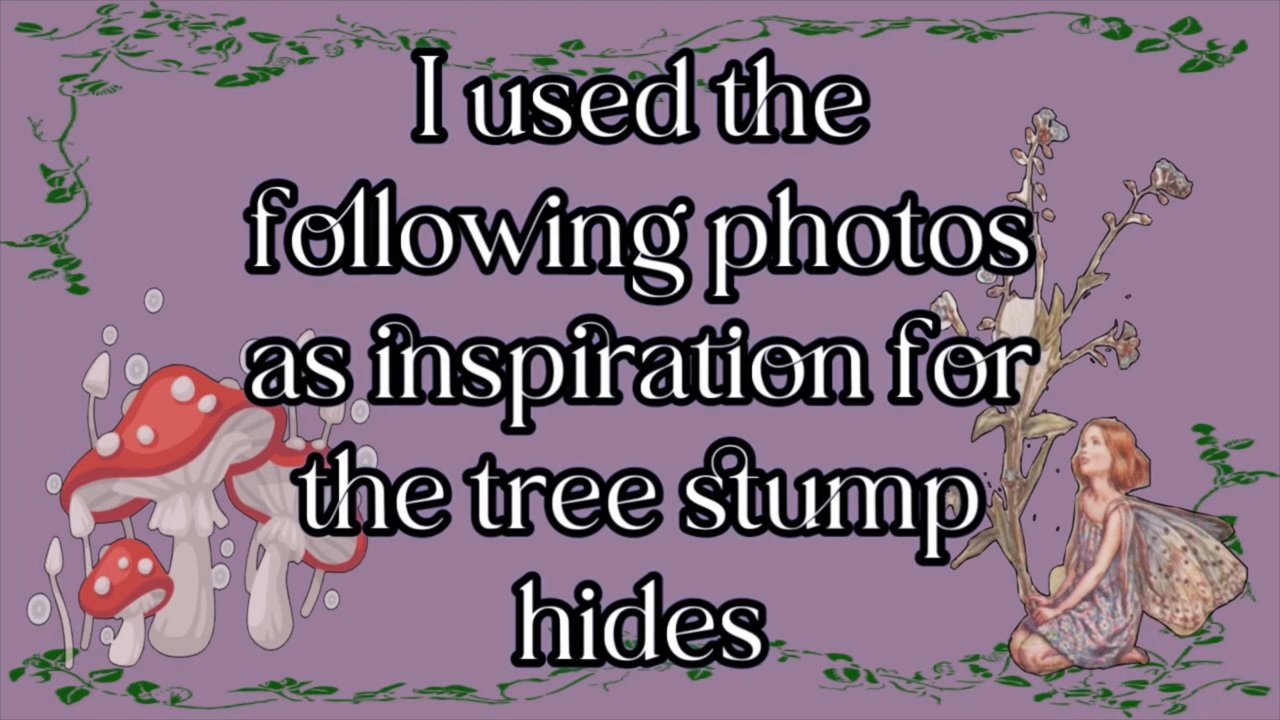 I used the
following photos
as inspiration for
the tree stump
hides